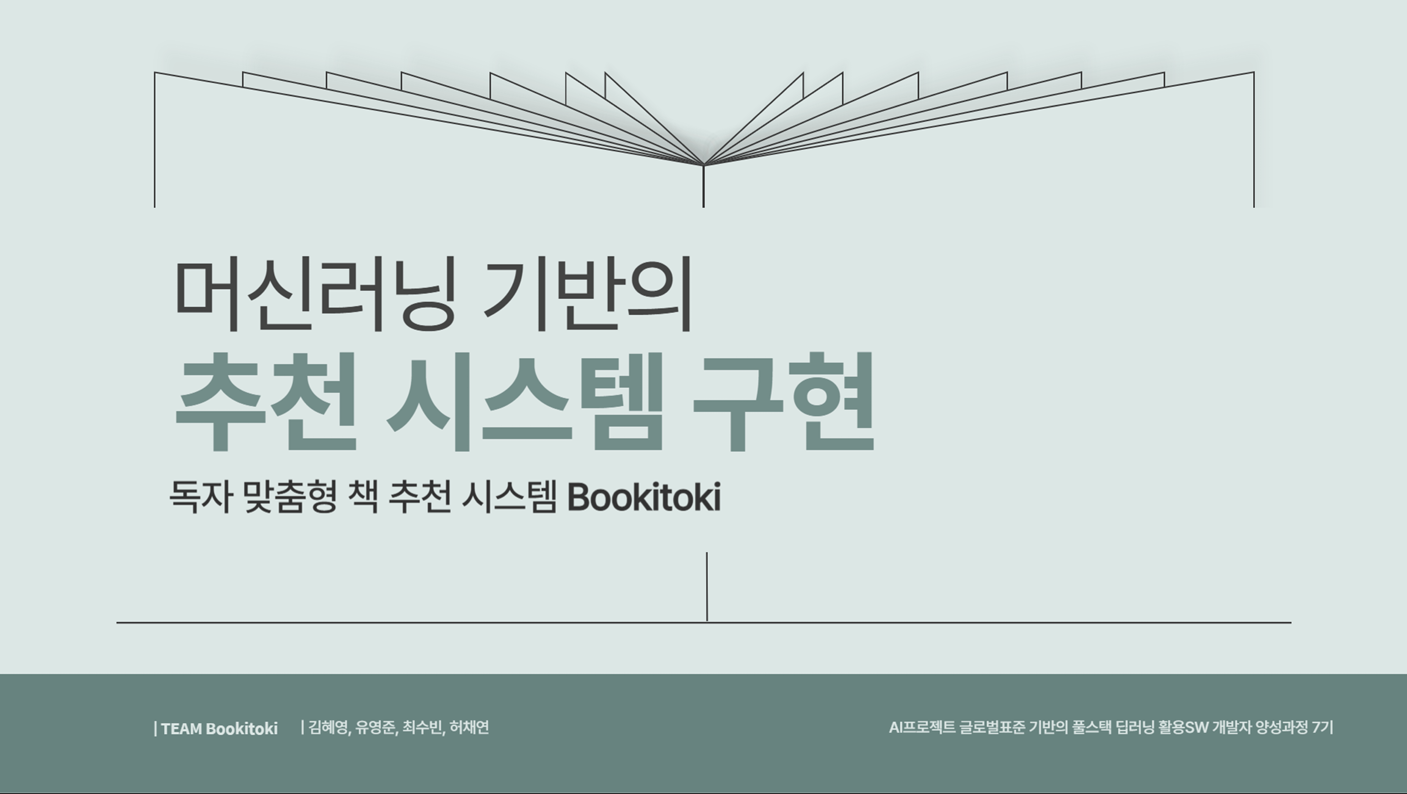 머신러닝 기반의
추천 시스템 구현
독자 맞춤형 책 추천 시스템 Bookitoki
| TEAM Bookitoki | 김혜영, 유영준, 최수빈, 허채연
AI프로젝트 글로벌표준 기반의 풀스택 딥러닝 활용SW 개발자 양성과정 7기